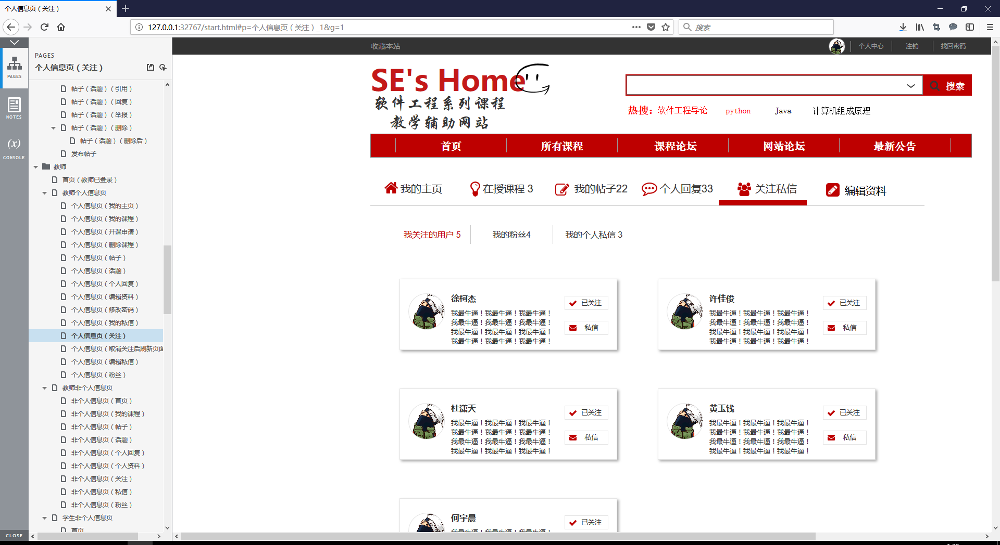 个人信息页（关注）
127.0.0.1:32767/start.html#p=个人信息页（关注）_1&g=1
搜索
PAGES
NOTES
(x)
CONSOLE
CLOSE
PAGES
个人信息页（关注）
帖子（话题）（引用）
帖子（话题）（回复）
帖子（话题）（举报）
帖子（话题）（删除）
帖子（话题）（删除后）
发布帖子
教师
首页（教师已登录）
教师个人信息页
个人信息页（我的主页）
个人信息页（我的课程）
个人信息页（开课申请）
个人信息页（删除课程）
个人信息页（帖子）
个人信息页（话题）
个人信息页（个人回复）
个人信息页（编辑资料）
个人信息页（修改密码）
个人信息页（我的私信）
个人信息页（关注）
个人信息页（取消关注后刷新页面
个人信息页（编辑私信）
个人信息页（粉丝）
教师非个人信息页
非个人信息页（首页）
非个人信息页（我的课程）
非个人信息页（帖子）
非个人信息页（话题）
非个人信息页（个人回复）
非个人信息页（个人资料）
非个人信息页（关注）
非个人信息页（私信）
非个人信息页（粉丝）
学生非个人信息页
首页
收藏本站
个人中心
注销
找回密码
SE's Home
软件工程系列课程
教学辅助网站
搜索
热搜：软件工程导论 python Java 计算机组成原理
首页 所有课程 课程论坛 网站论坛 最新公告
我的主页 在授课程 3 我的帖子22 个人回复33 关注私信 编辑资料
我关注的用户 5 我的粉丝4 我的个人私信 3
徐柯杰
我最牛逼！我最牛逼！我最牛逼！
我最牛逼！我最牛逼！我最牛逼！
我最牛逼！我最牛逼！我最牛逼！
我最牛逼！我最牛逼！我最牛逼！
已关注
私信
许佳俊
我最牛逼！我最牛逼！我最牛逼！
我最牛逼！我最牛逼！我最牛逼！
我最牛逼！我最牛逼！我最牛逼！
我最牛逼！我最牛逼！我最牛逼！
已关注
私信
杜潇天
我最牛逼！我最牛逼！我最牛逼！
我最牛逼！我最牛逼！我最牛逼！
我最牛逼！我最牛逼！我最牛逼！
我最牛逼！我最牛逼！我最牛逼！
已关注
私信
黄玉钱
我最牛逼！我最牛逼！我最牛逼！
我最牛逼！我最牛逼！我最牛逼！
我最牛逼！我最牛逼！我最牛逼！
我最牛逼！我最牛逼！我最牛逼！
已关注
私信
何宇晨
我最牛逼！我最牛逼！我最牛逼！
已关注